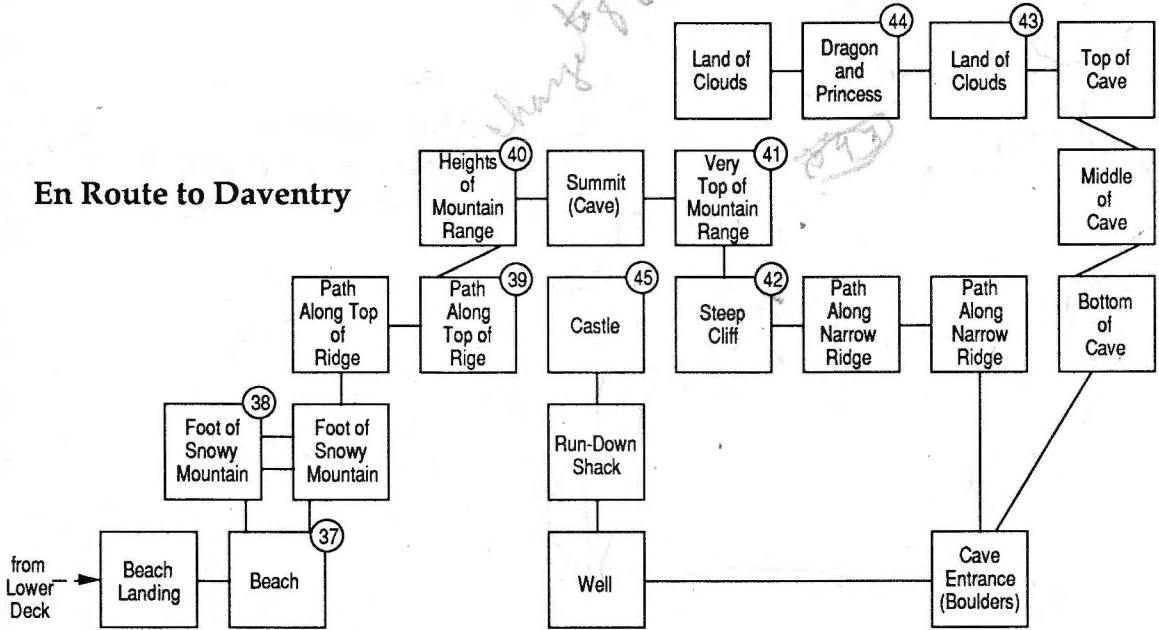 44
43
Land of
Clouds
Dragon
and
Princess
Land of
Clouds
Top of
Cave
En Route to Daventry
40
41
Heights
of
Mountain
Range
Summit
(Cave)
Very
Top of
Mountain
Range
Middle
of
Cave
39
45
42
Path
Along Top
of
Ridge
Path
Along
Top of
Rige
Castle
Steep
Cliff
Path
Along
Narrow
Ridge
Path
Along
Narrow
Ridge
Bottom
of
Cave
38
Foot of
Snowy
Mountain
Foot of
Snowy
Mountain
Run-Down
Shack
37
from
Lower
Deck
Beach
Landing
Beach
Well
Cave
Entrance
(Boulders)